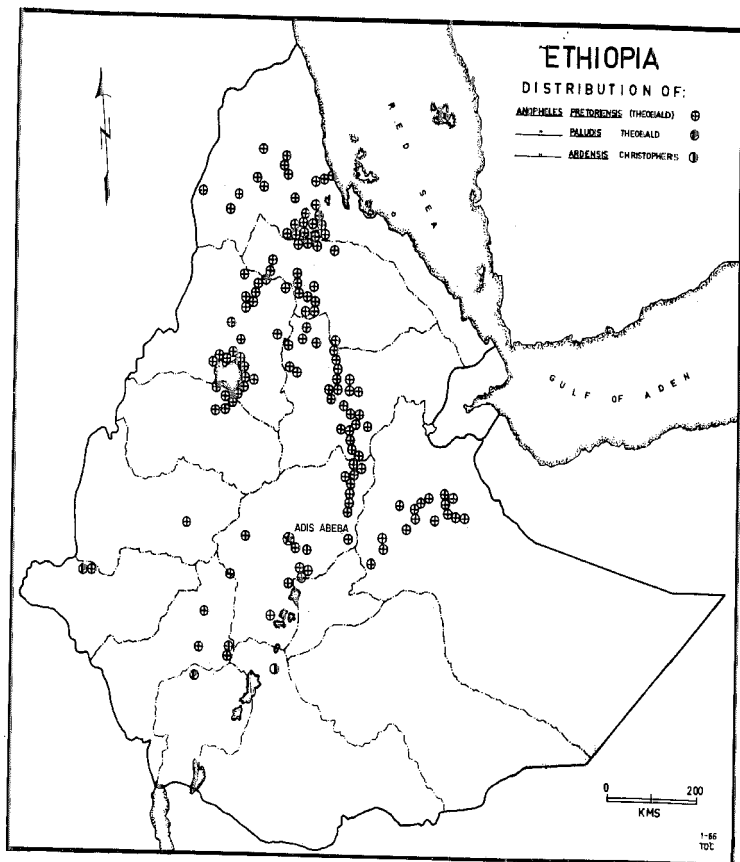 ETHIOPIA
DISTRIBUTION OF:
ANOPHELES PRETORIENSIS (THEOBALD)
—"— PALUDIS THEOBALD
—"— ARDENSIS CHRISTOPHERS
RED SEA
GULF OF ADEN
ADIS ABEBA
0 200
KMS
1-66